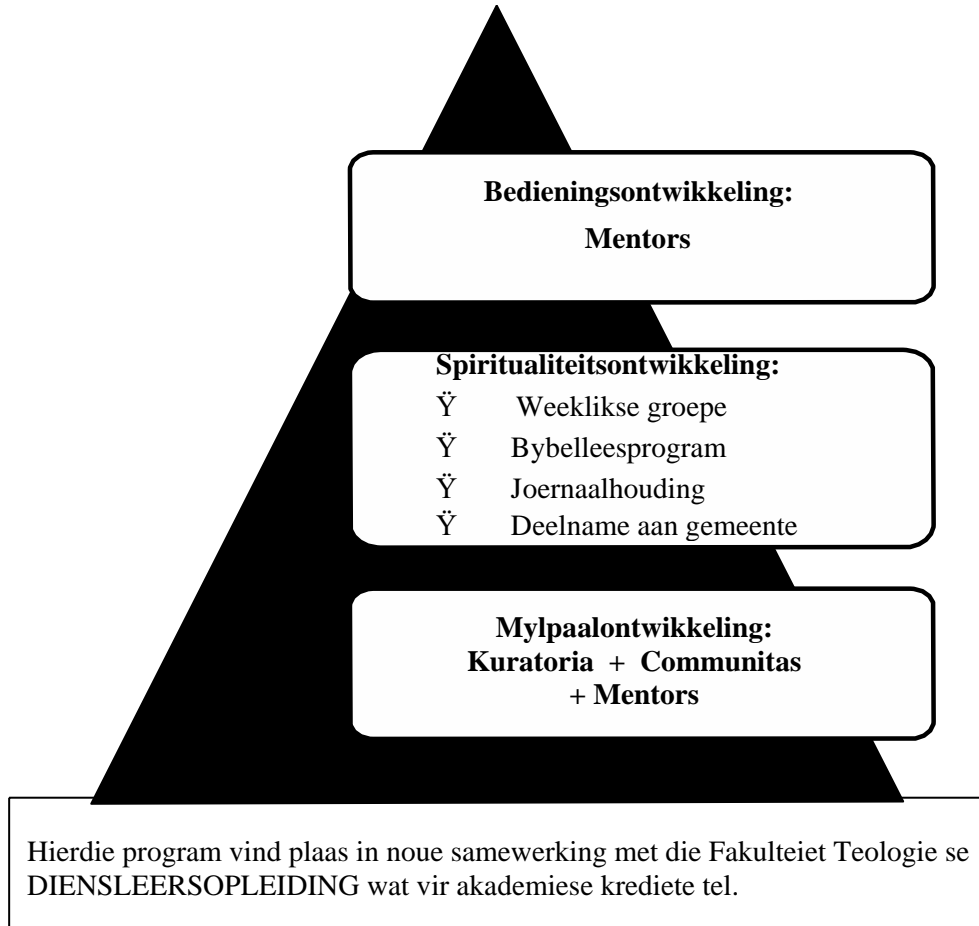 Bedieningsontwikkeling:
Mentors
Spiritualiteitsontwikkeling:
Ÿ Weeklikse groepe
Ÿ Bybelleesprogram
Ÿ Joernaalhouding
Ÿ Deelname aan gemeente
Mylpaalontwikkeling:
Kuratoria + Communitas
+ Mentors
Hierdie program vind plaas in noue samewerking met die Fakulteiet Teologie se
DIENSLEERSOPLEIDING wat vir akademiese krediete tel.